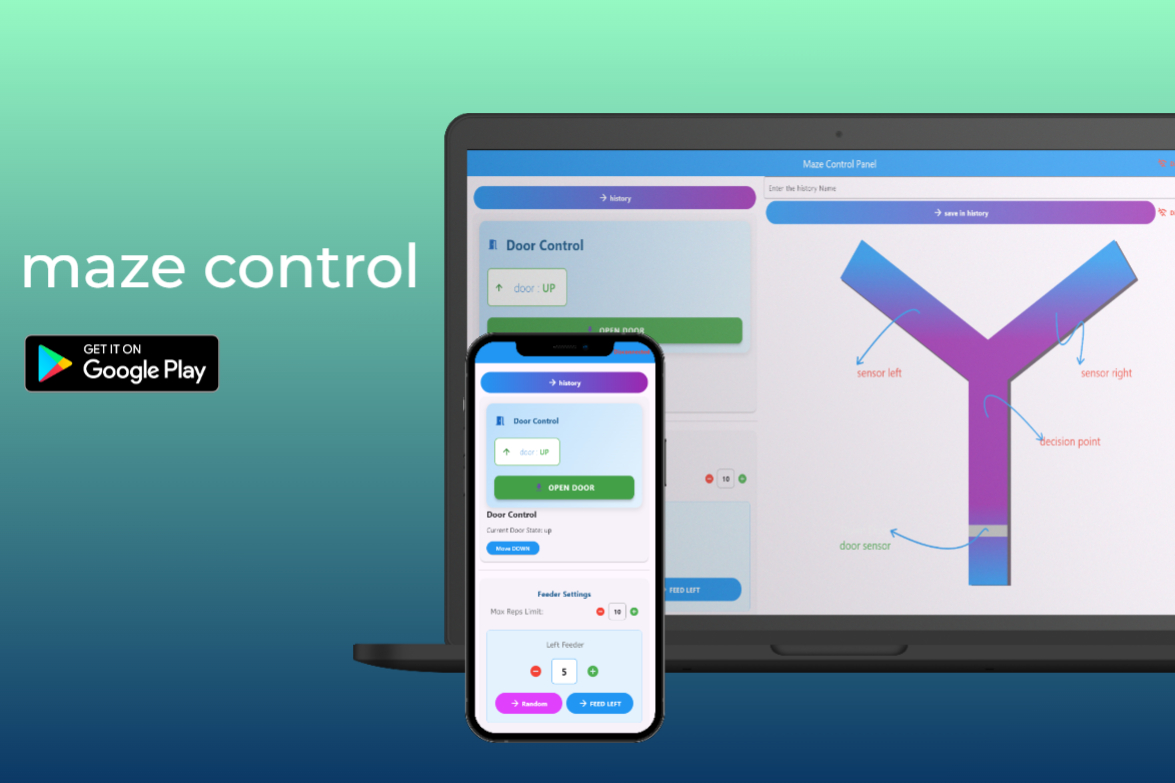 maze control
GET IT ON
Google Play
Maze Control Panel
history
Door Control
door : UP
OPEN DOOR
10
FEED LEFT
Enter the history Name
save in history
sensor left
sensor right
decision point
door sensor
history
Door Control
door : UP
OPEN DOOR
Door Control
Current Door State: up
Move DOWN
Feeder Settings
Max Reps Limit:
10
Left Feeder
5
Random
FEED LEFT